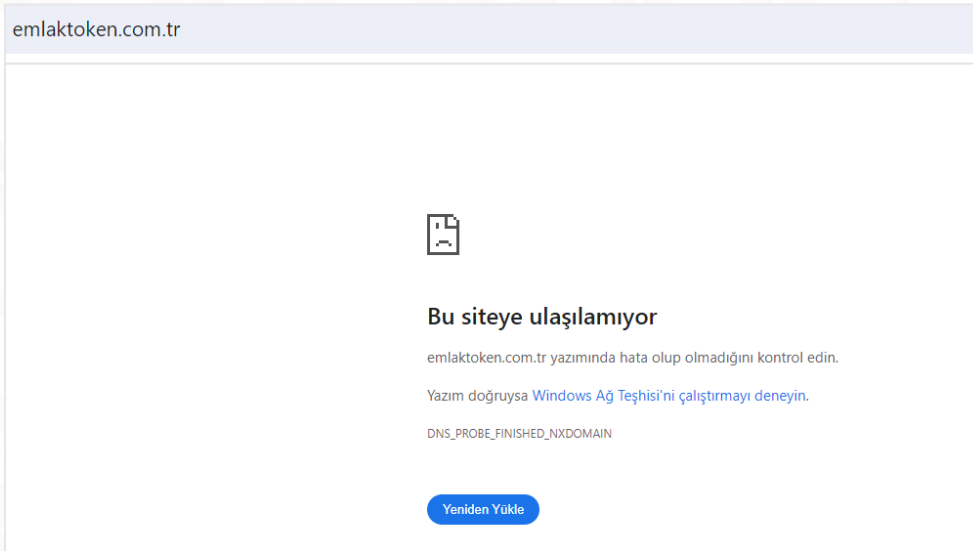 emlaktoken.com.tr
Bu siteye ulaşılamıyor
emlaktoken.com.tr yazımında hata olup olmadığını kontrol edin.
Yazım doğruysa Windows Ağ Teşhisi'ni çalıştırmayı deneyin.
DNS_PROBE_FINISHED_NXDOMAIN
Yeniden Yükle